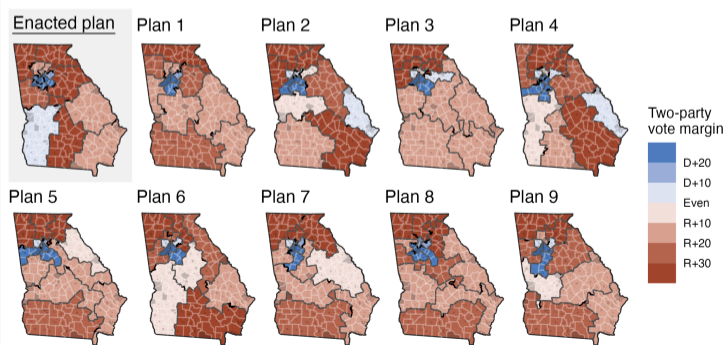 Enacted plan
Plan 1
Plan 2
Plan 3
Plan 4
Two-party
vote margin
D+20
D+10
Even
R+10
R+20
R+30
Plan 5
Plan 6
Plan 7
Plan 8
Plan 9